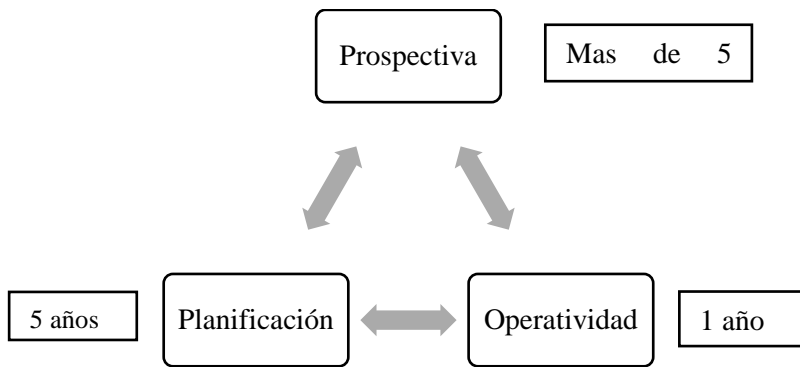 Prospectiva
Mas de 5
5 años
Planificación
Operatividad
1 año